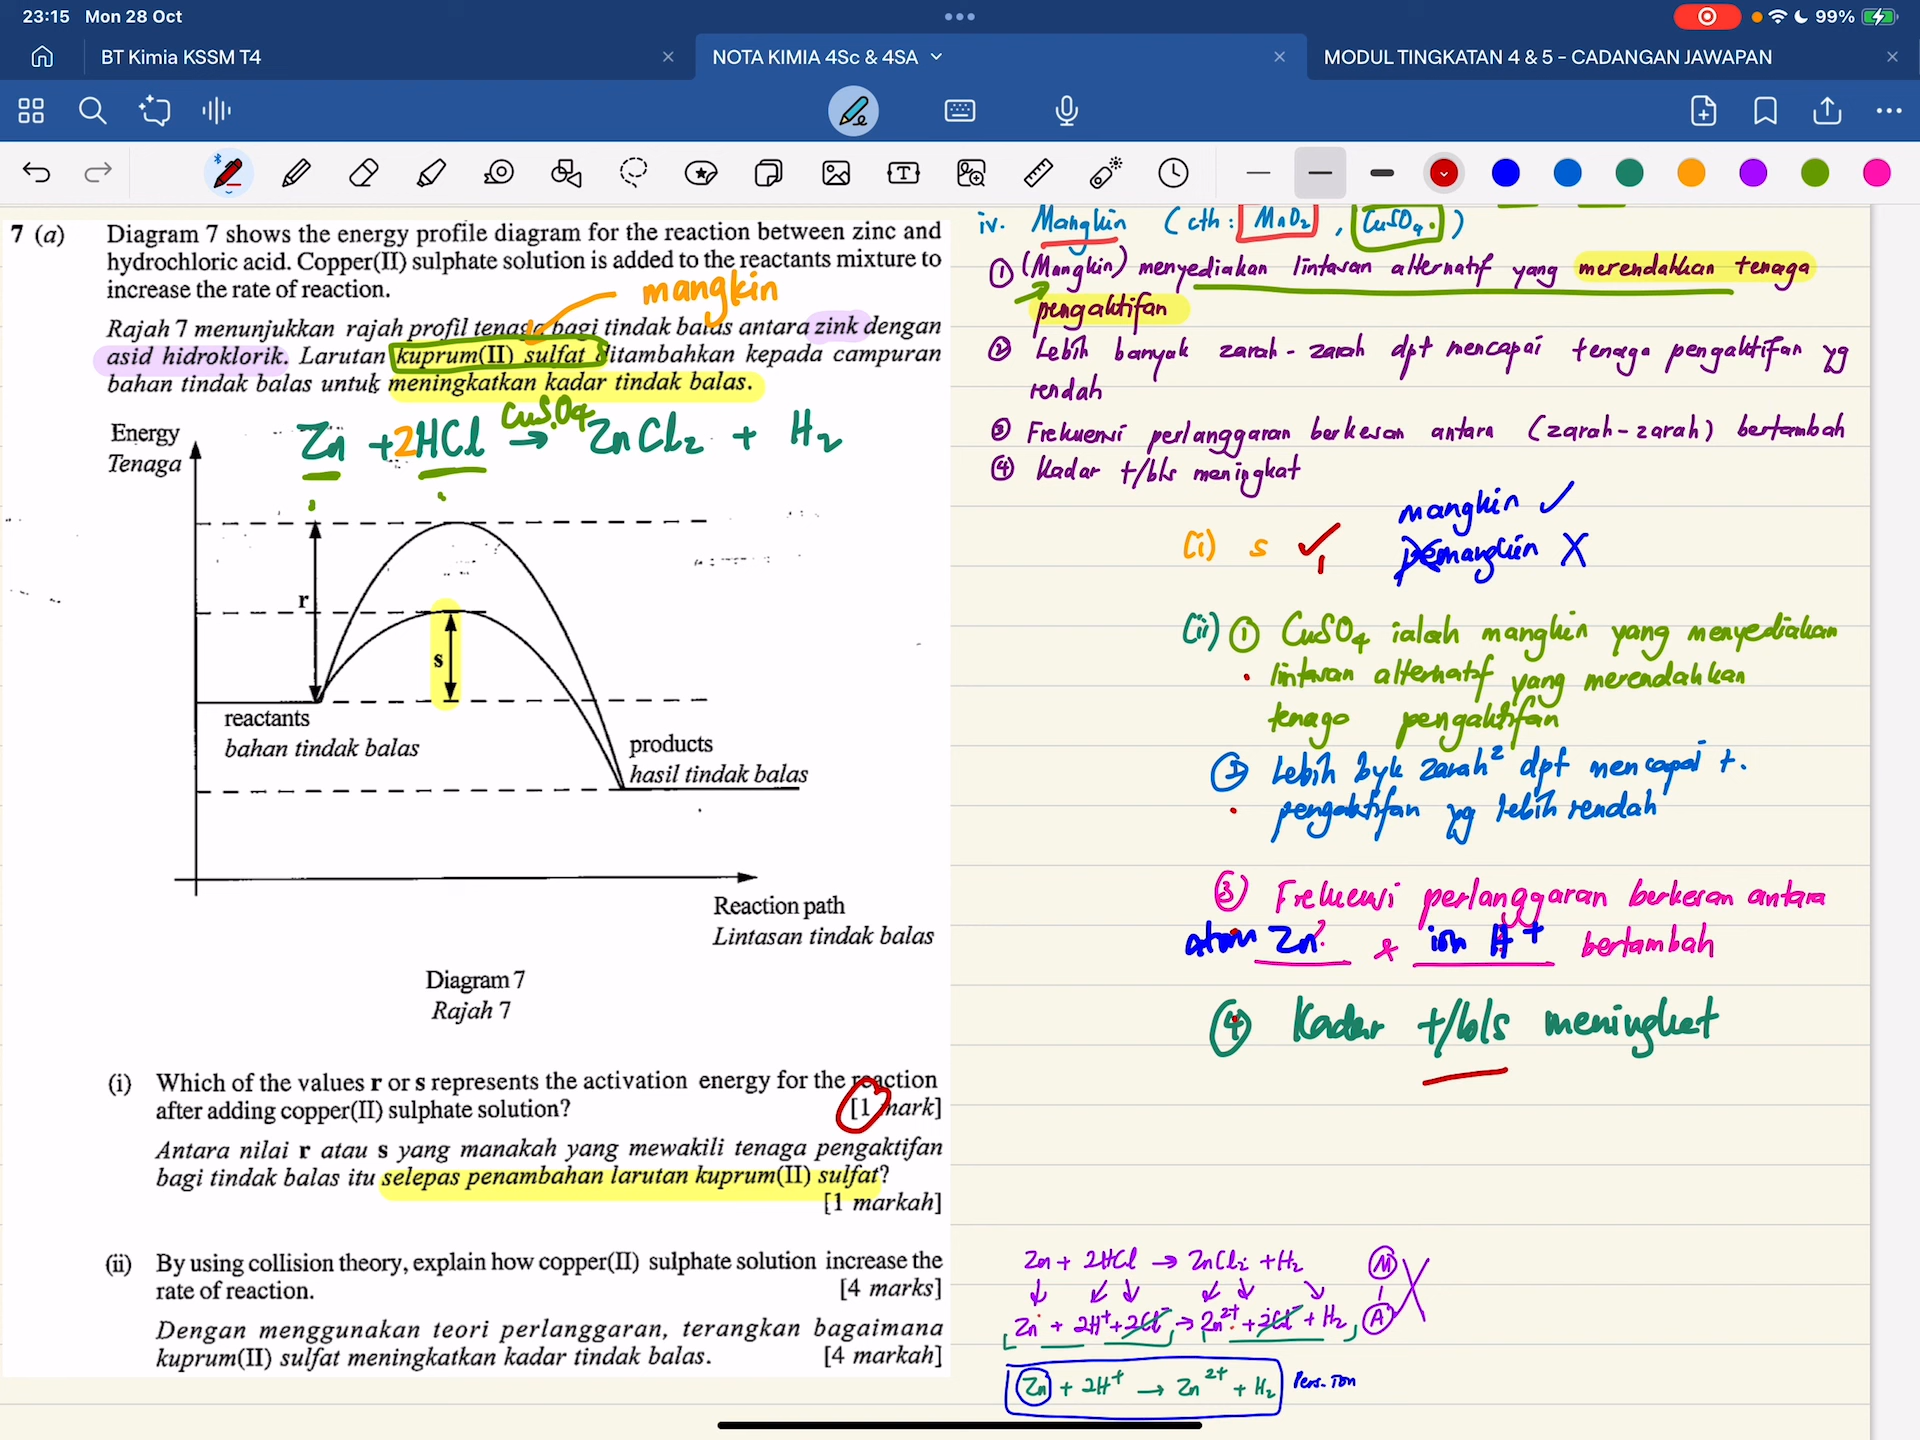 23:15 Mon 28 Oct
99%
BT Kimia KSSM T4
NOTA KIMIA 4Sc & 4SA
MODUL TINGKATAN 4 & 5 - CADANGAN JAWAPAN
7 (a) Diagram 7 shows the energy profile diagram for the reaction between zinc and
hydrochloric acid. Copper(II) sulphate solution is added to the reactants mixture to
increase the rate of reaction.
mangkin
Rajah 7 menunjukkan rajah profil tenaga bagi tindak balas antara zink dengan
asid hidroklorik. Larutan kuprum(II) sulfat ditambahkan kepada campuran
bahan tindak balas untuk meningkatkan kadar tindak balas.
CuSO4
Zn + 2HCl → ZnCl2 + H2
Energy
Tenaga
r
s
reactants
bahan tindak balas
products
hasil tindak balas
Reaction path
Lintasan tindak balas
Diagram 7
Rajah 7
(i) Which of the values r or s represents the activation energy for the reaction
after adding copper(II) sulphate solution? [1 mark]
Antara nilai r atau s yang manakah yang mewakili tenaga pengaktifan
bagi tindak balas itu selepas penambahan larutan kuprum(II) sulfat?
[1 markah]
(ii) By using collision theory, explain how copper(II) sulphate solution increase the
rate of reaction. [4 marks]
Dengan menggunakan teori perlanggaran, terangkan bagaimana
kuprum(II) sulfat meningkatkan kadar tindak balas. [4 markah]
iv. Mangkin (cth: MnO2, CuSO4.)
① (Mangkin) menyediakan lintasan alternatif yang merendahkan tenaga
pengaktifan
② Lebih banyak zarah-zarah dpt mencapai tenaga pengaktifan yg
rendah
③ Frekuensi perlanggaran berkesan antara (zarah-zarah) bertambah
④ Kadar t/bls meningkat
mangkin ✓
(i) s ✓ 1
pemangkin X
(ii) ① CuSO4 ialah mangkin yang menyediakan
lintasan alternatif yang merendahkan
tenaga pengaktifan
② Lebih byk zarah² dpt mencapai t.
pengaktifan yg lebih rendah
③ Frekuensi perlanggaran berkesan antara
atom Zn & ion H+ bertambah
④ Kadar t/bls meningkat
Zn + 2HCl → ZnCl2 + H2 M
Zn + 2H+ + 2Cl- → Zn2+ + 2Cl- + H2 A X
Zn + 2H+ → Zn2+ + H2 Pers. Ion